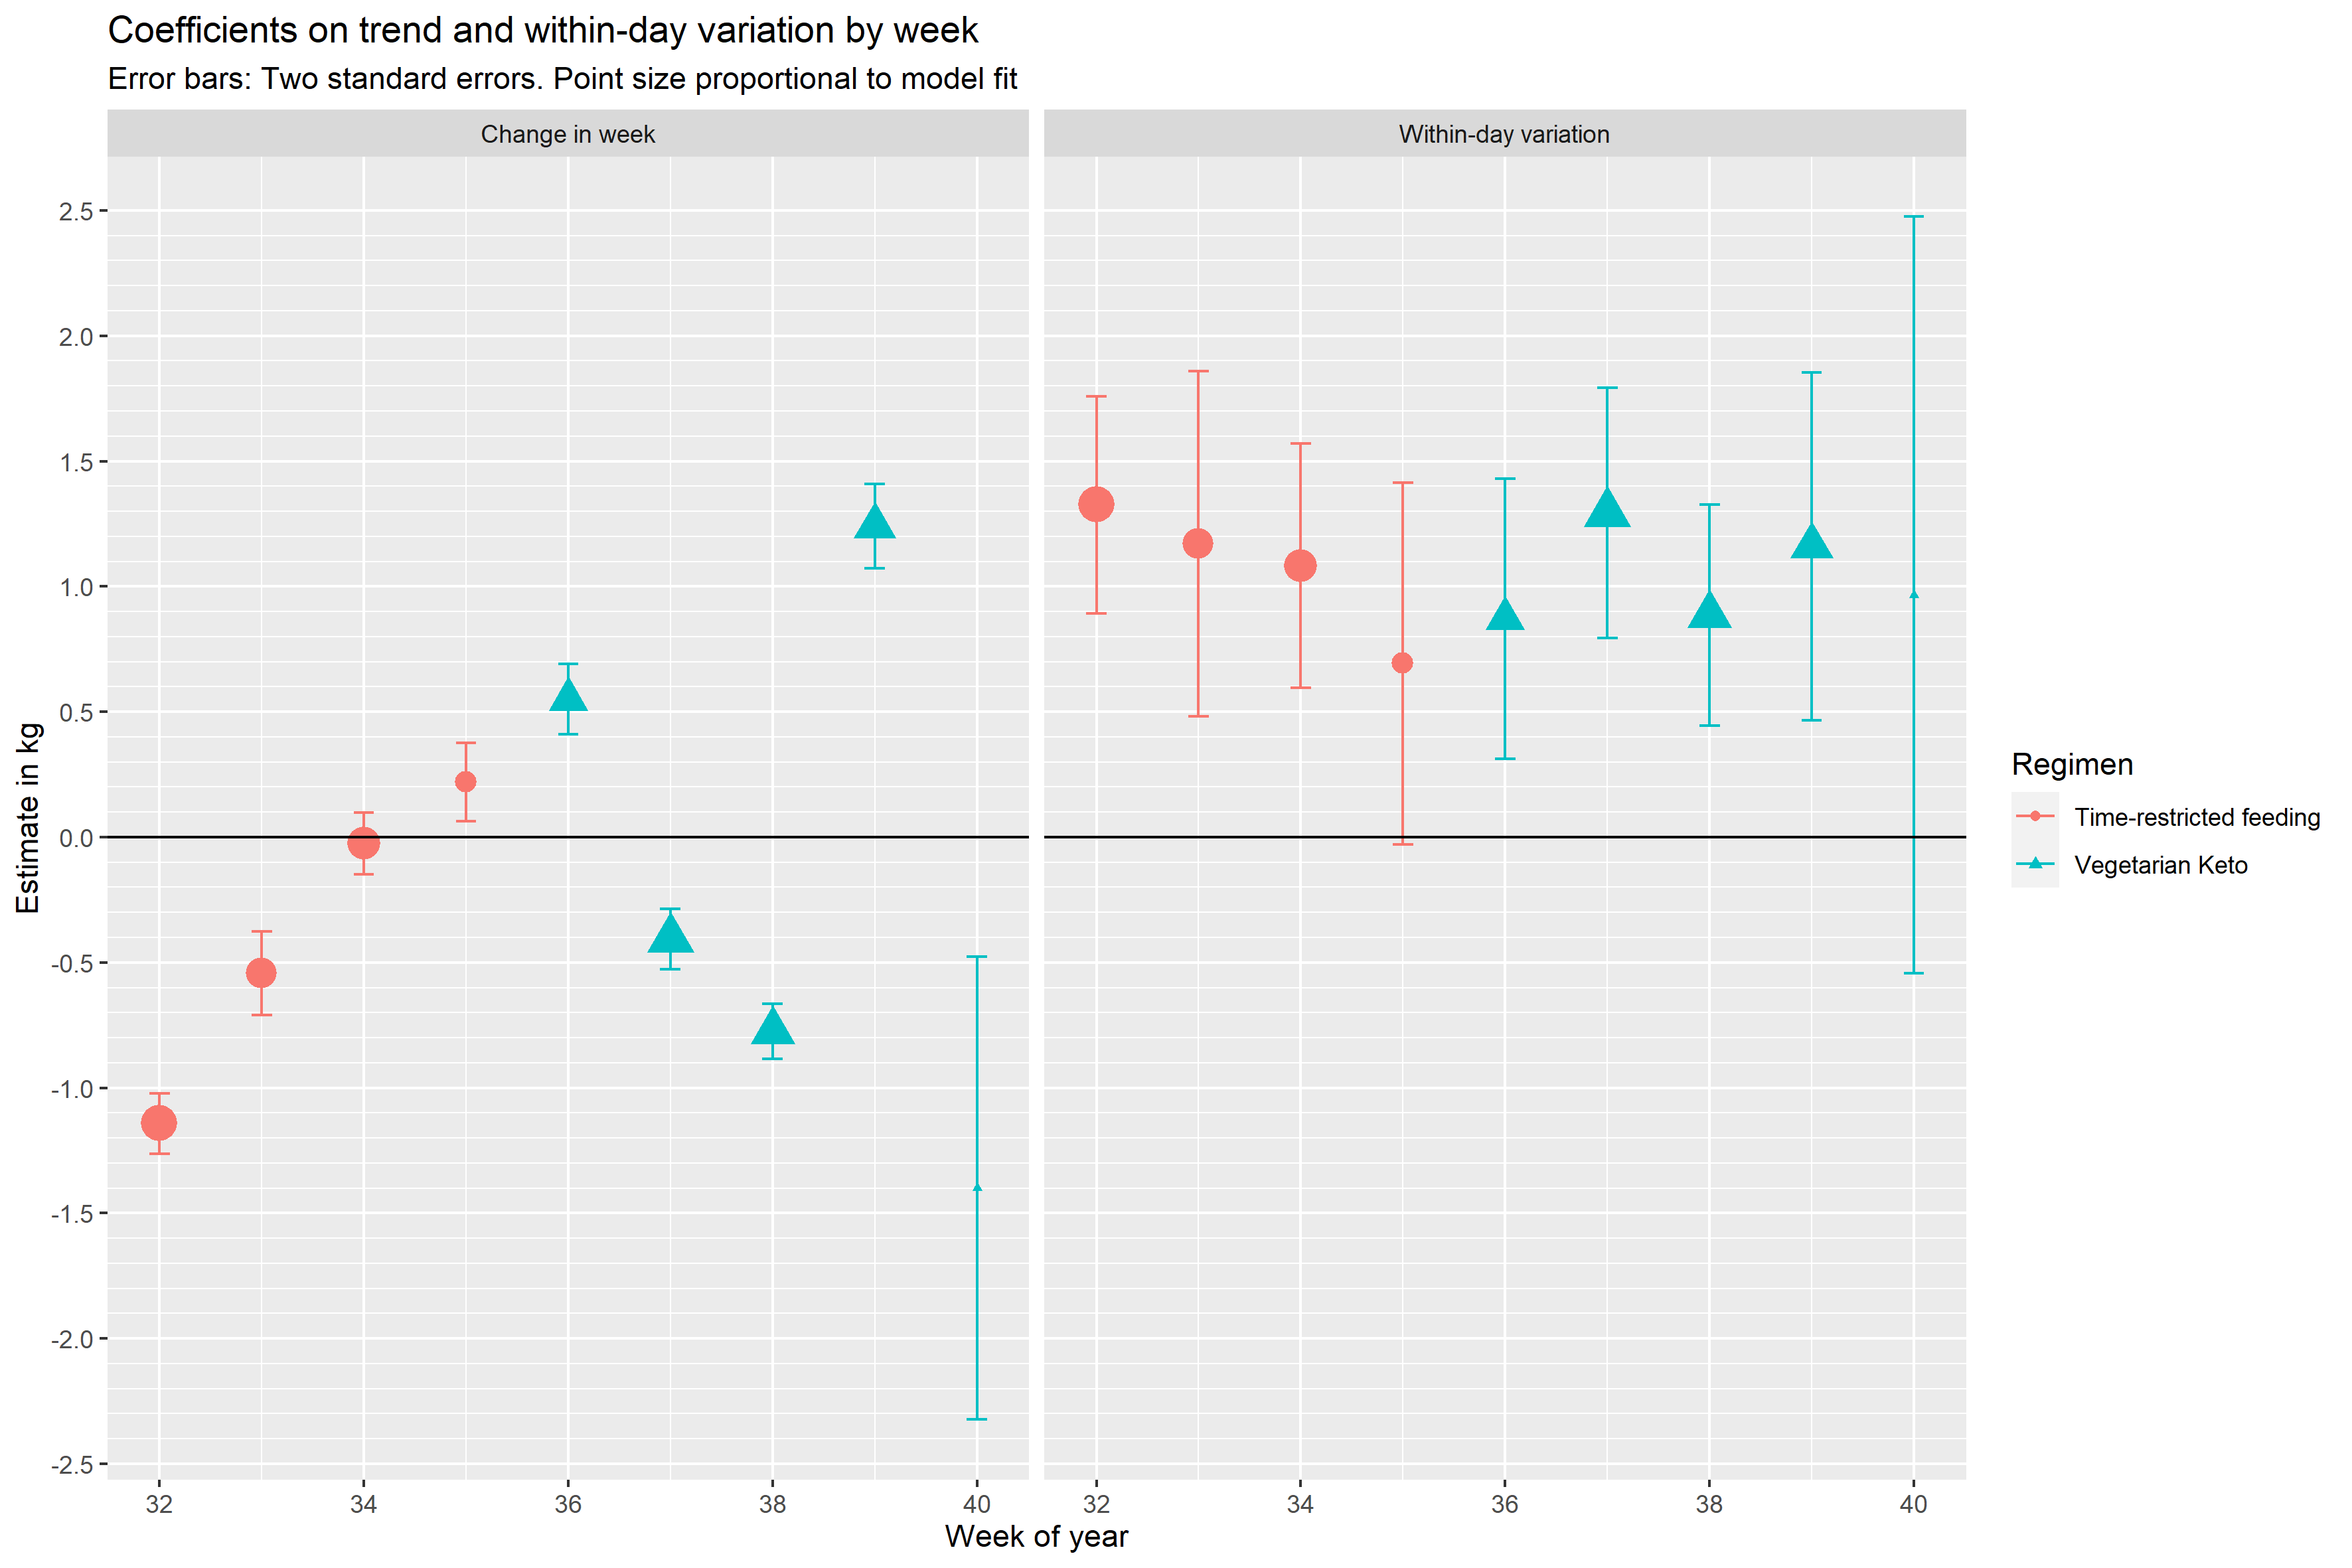 Coefficients on trend and within-day variation by week
Error bars: Two standard errors. Point size proportional to model fit
Change in week
Within-day variation
2.5
2.0
1.5
1.0
0.5
0.0
-0.5
-1.0
-1.5
-2.0
-2.5
Estimate in kg
32 34 36 38 40
32 34 36 38 40
Week of year
Regimen
Time-restricted feeding
Vegetarian Keto